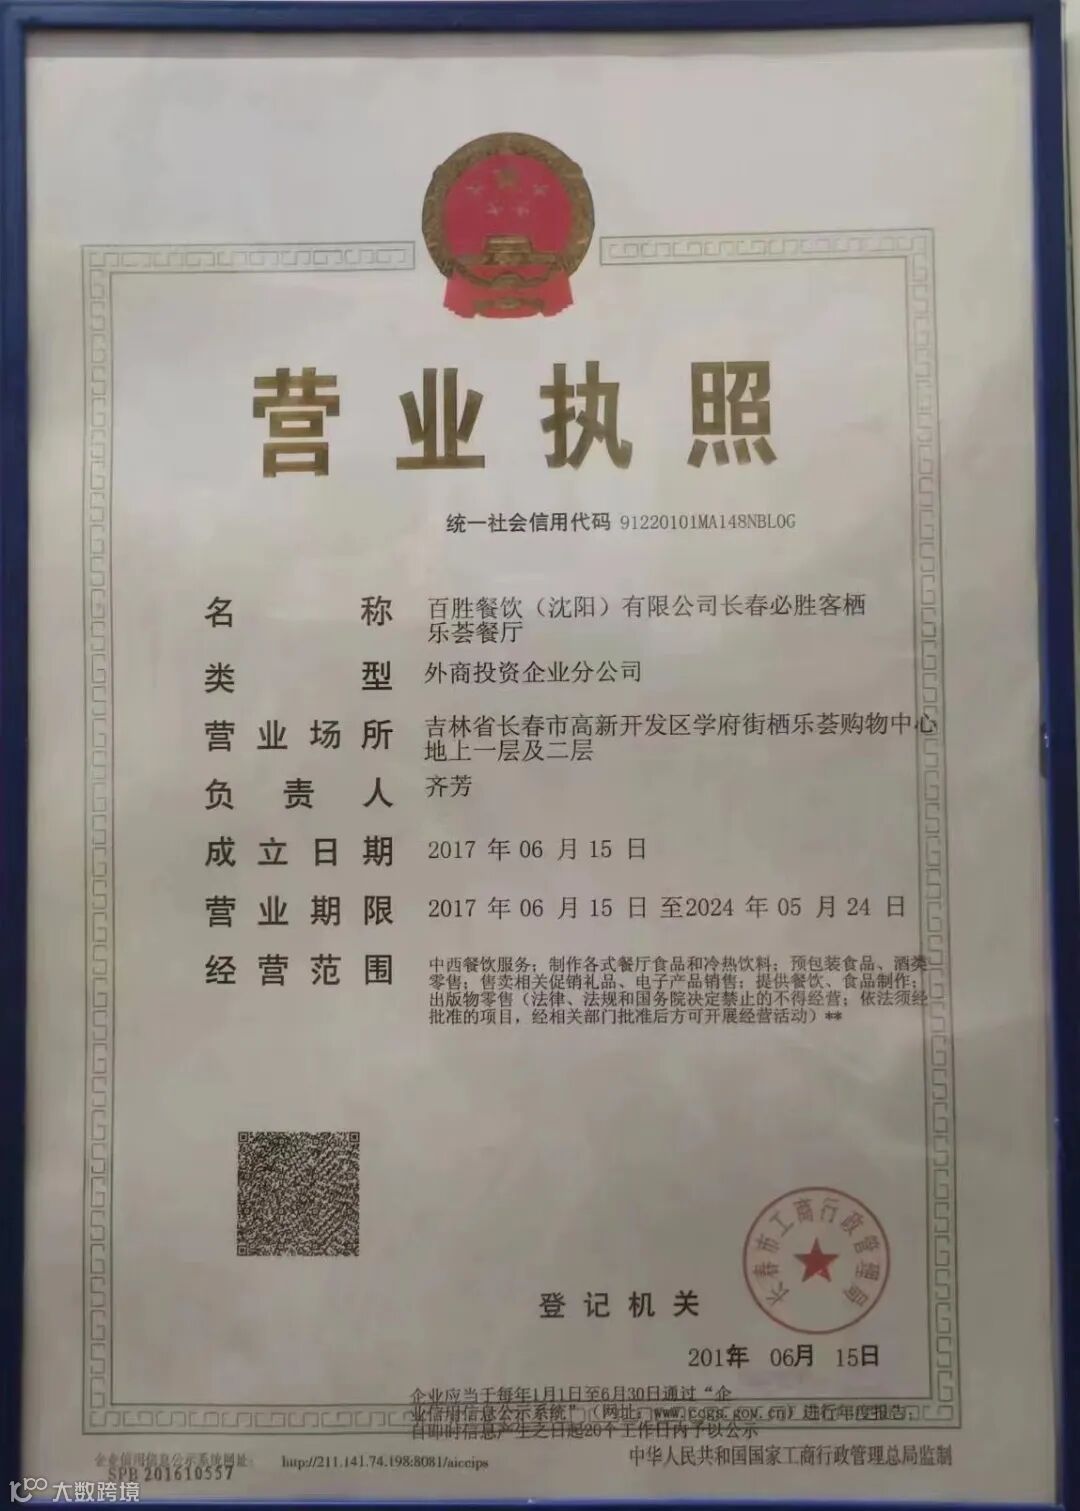 营业执照
统一社会信用代码 91220101MA148NBL0G
名称 百胜餐饮（沈阳）有限公司长春必胜客栖
乐荟餐厅
类型 外商投资企业分公司
营业场所 吉林省长春市高新开发区学府街栖乐荟购物中心
地上一层及二层
负责人 齐芳
成立日期 2017 年 06 月 15 日
营业期限 2017 年 06 月 15 日 至2024 年 05 月 24 日
经营范围 中西餐饮服务；制作各式餐厅食品和冷热饮料；预包装食品、酒类
零售；售卖相关促销礼品、电子产品销售；提供餐饮、食品制作；
出版物零售（法律、法规和国务院决定禁止的不得经营；依法须经
批准的项目，经相关部门批准后方可开展经营活动）**
长春市工商行政管理局
登记机关
2017年 06月 15日
企业应当于每年1月1日至6月30日通过“企
业信用信息公示系统”（网址：www.ccgs.gov.cn）进行年度报告；
自即时信息产生之日起20个工作日内予以公示
企业信用信息公示系统网址： http://211.141.74.198:8081/aiccips
中华人民共和国国家工商行政管理总局监制
SPB 201610557
大数跨境